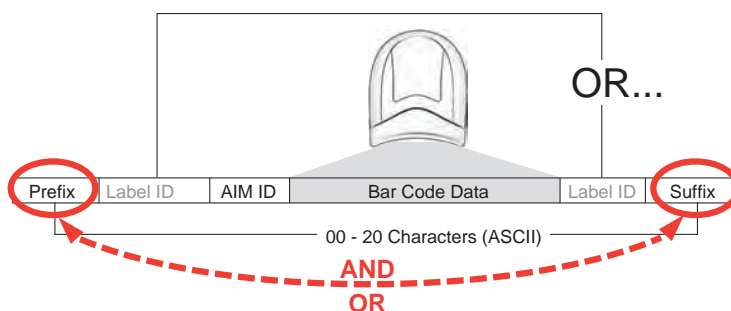 OR...
Prefix Label ID AIM ID Bar Code Data Label ID Suffix
00 - 20 Characters (ASCII)
AND
OR